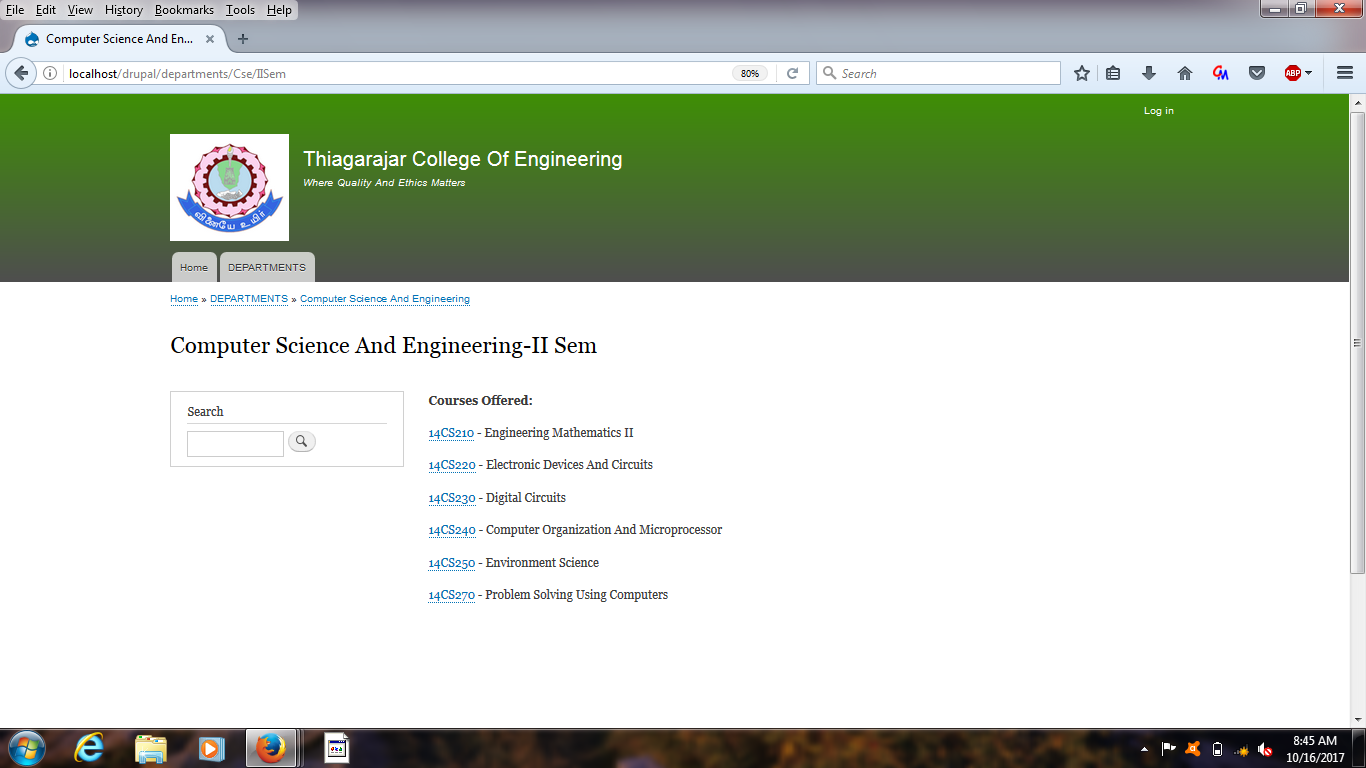 File Edit View History Bookmarks Tools Help
Computer Science And En...
localhost/drupal/departments/Cse/IISem
80%
Search
ABP
Log in
Thiagarajar College Of Engineering
Where Quality And Ethics Matters
வினையே உயிர்
Home
DEPARTMENTS
Home » DEPARTMENTS » Computer Science And Engineering
Computer Science And Engineering-II Sem
Search
Courses Offered:
14CS210 - Engineering Mathematics II
14CS220 - Electronic Devices And Circuits
14CS230 - Digital Circuits
14CS240 - Computer Organization And Microprocessor
14CS250 - Environment Science
14CS270 - Problem Solving Using Computers
8:45 AM
10/16/2017